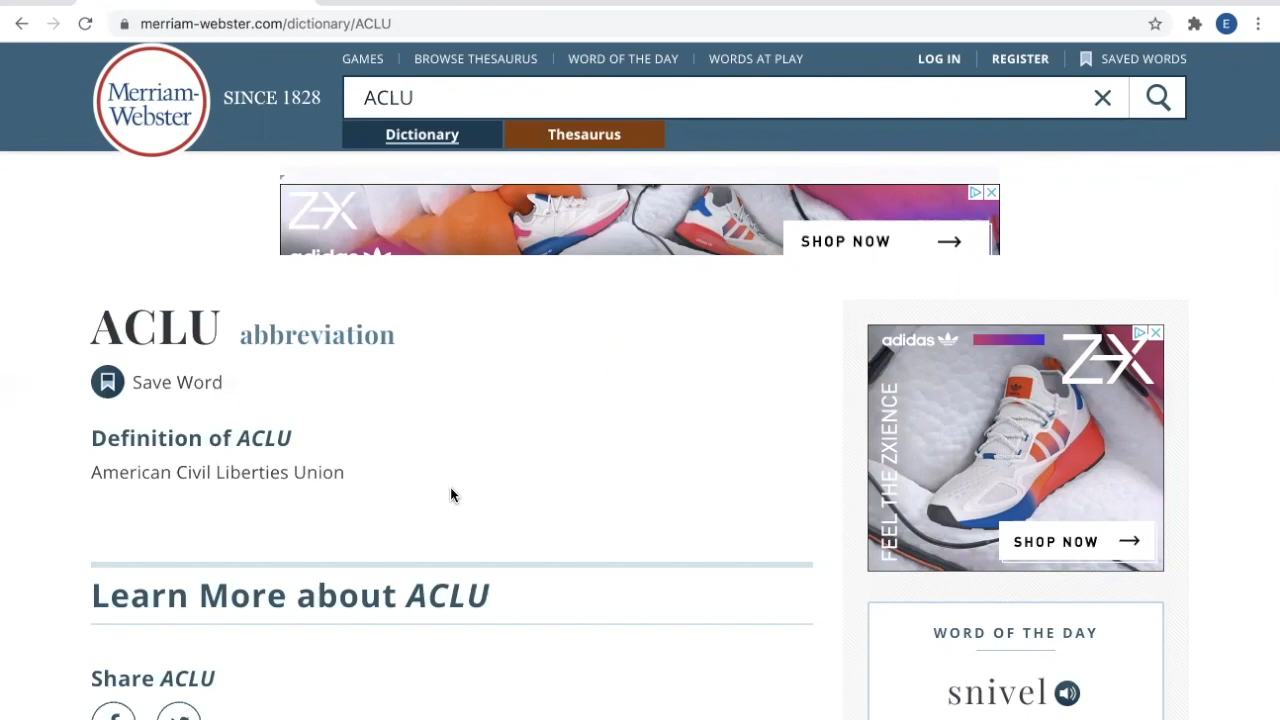 merriam-webster.com/dictionary/ACLU
E
GAMES
BROWSE THESAURUS
WORD OF THE DAY
WORDS AT PLAY
LOG IN
REGISTER
SAVED WORDS
Merriam-
Webster
SINCE 1828
ACLU
Dictionary
Thesaurus
ZX
adidas
SHOP NOW
ACLU abbreviation
Save Word
Definition of ACLU
American Civil Liberties Union
Learn More about ACLU
Share ACLU
adidas
ZX
FEEL THE ZXIENCE
SHOP NOW
WORD OF THE DAY
snivel